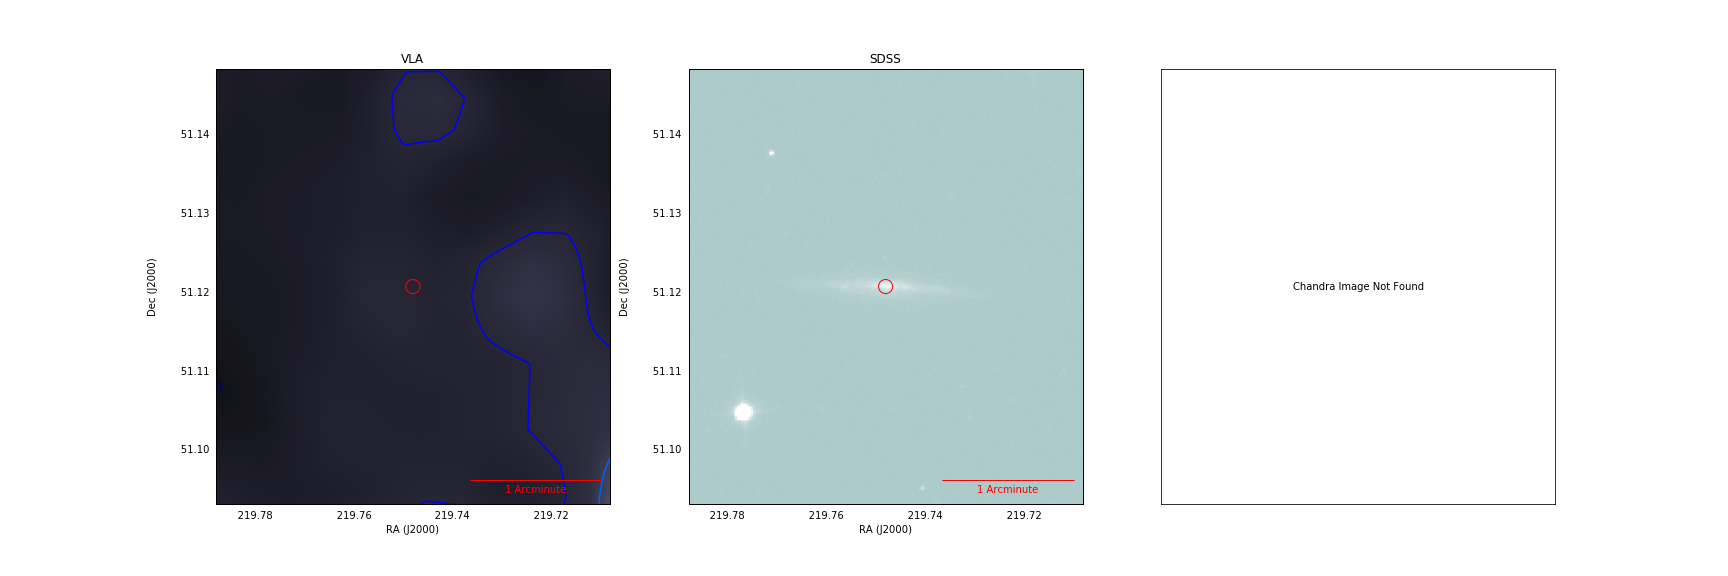 VLA
51.14
51.13
51.12
51.11
51.10
Dec (J2000)
219.78
219.76
219.74
219.72
RA (J2000)
1 Arcminute
SDSS
51.14
51.13
51.12
51.11
51.10
Dec (J2000)
219.78
219.76
219.74
219.72
RA (J2000)
1 Arcminute
Chandra Image Not Found